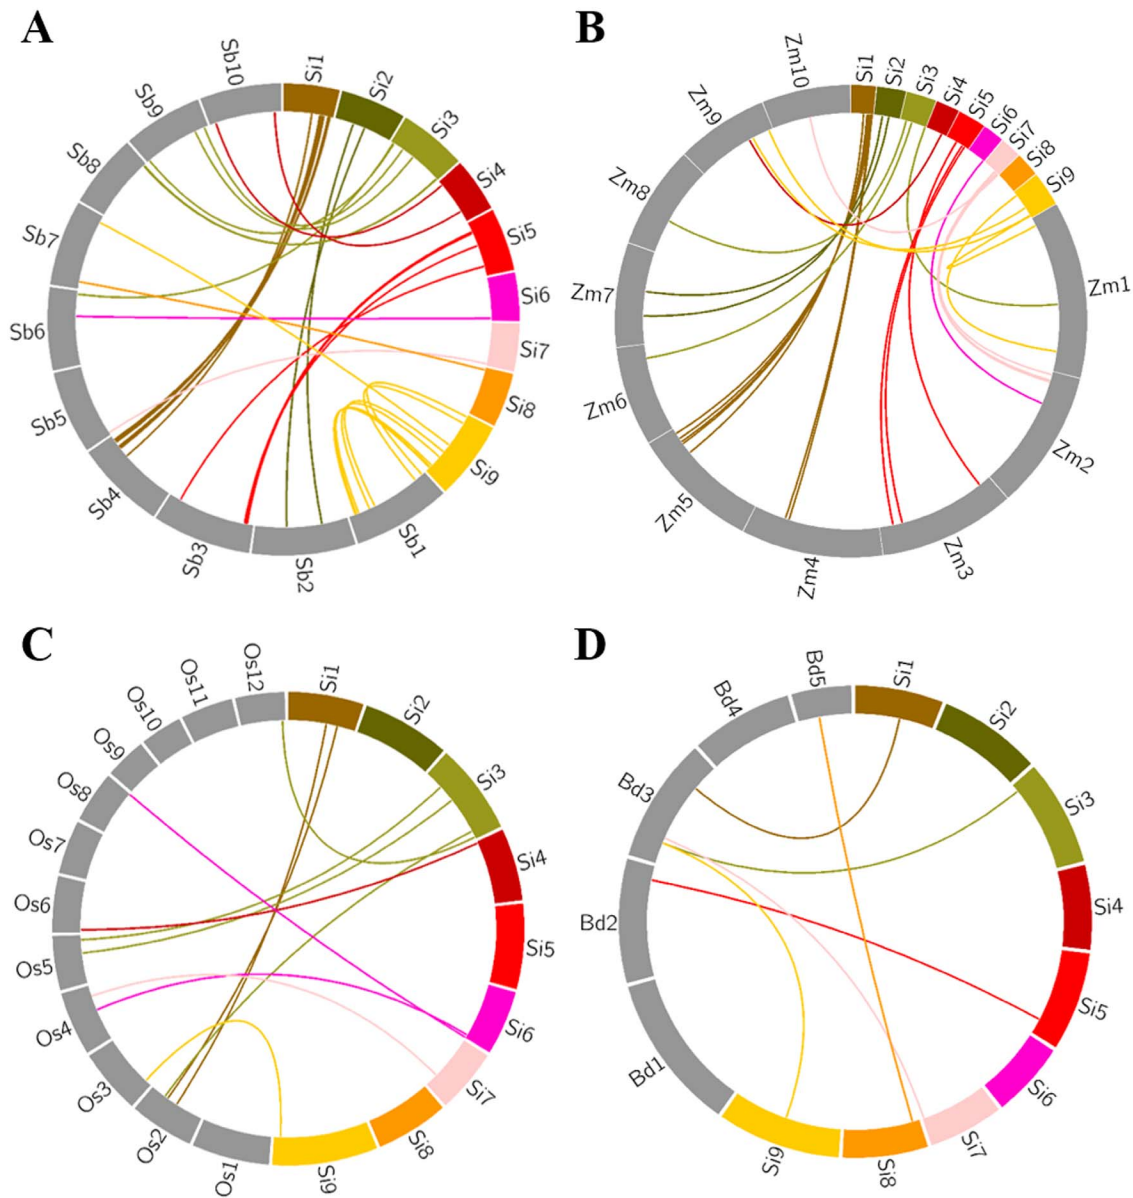 A
Sb10
Si1
Si2
Si3
Si4
Si5
Si6
Si7
Si8
Si9
Sb1
Sb2
Sb3
Sb4
Sb5
Sb6
Sb7
Sb8
Sb9
B
Zm10
Si1
Si2
Si3
Si4
Si5
Si6
Si7
Si8
Si9
Zm1
Zm2
Zm3
Zm4
Zm5
Zm6
Zm7
Zm8
Zm9
C
Os12
Si1
Si2
Si3
Si4
Si5
Si6
Si7
Si8
Si9
Os1
Os2
Os3
Os4
Os5
Os6
Os7
Os8
Os9
Os10
Os11
D
Bd5
Si1
Si2
Si3
Si4
Si5
Si6
Si7
Si8
Si9
Bd1
Bd2
Bd3
Bd4